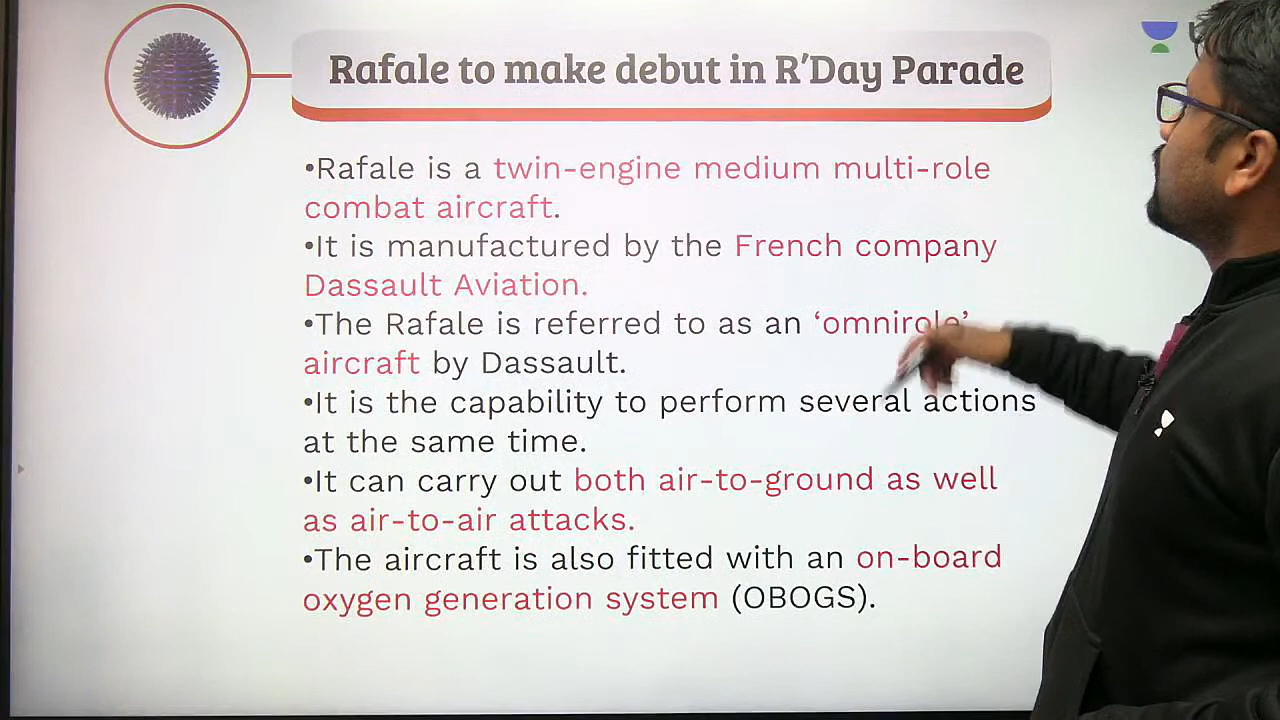 Rafale to make debut in R'Day Parade
•Rafale is a twin-engine medium multi-role
combat aircraft.
•It is manufactured by the French company
Dassault Aviation.
•The Rafale is referred to as an ‘omnirole’
aircraft by Dassault.
•It is the capability to perform several actions
at the same time.
•It can carry out both air-to-ground as well
as air-to-air attacks.
•The aircraft is also fitted with an on-board
oxygen generation system (OBOGS).